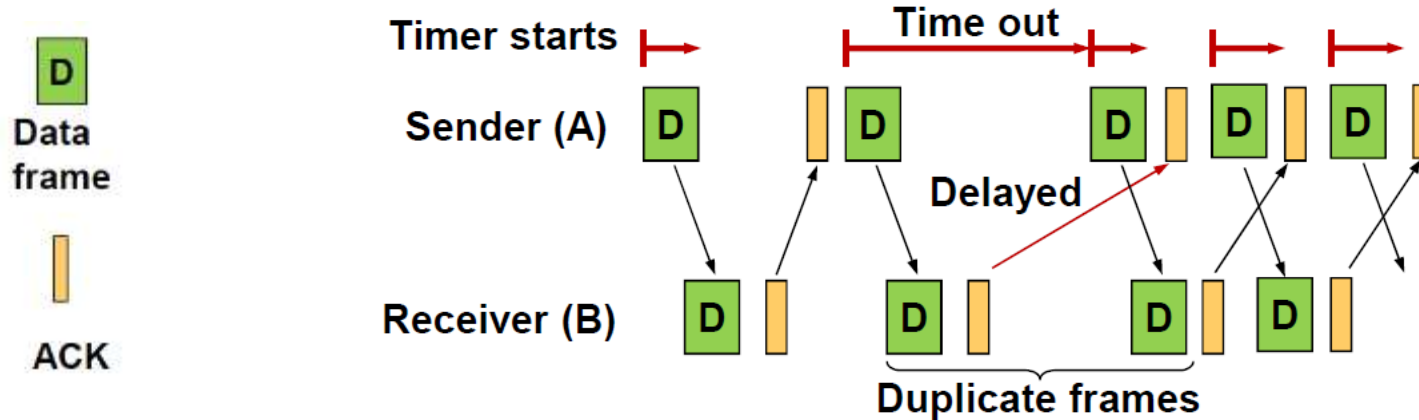 D
Data
frame
ACK
Timer starts
Time out
Sender (A)
D
D
D
D
D
Delayed
Receiver (B)
D
D
D
D
Duplicate frames